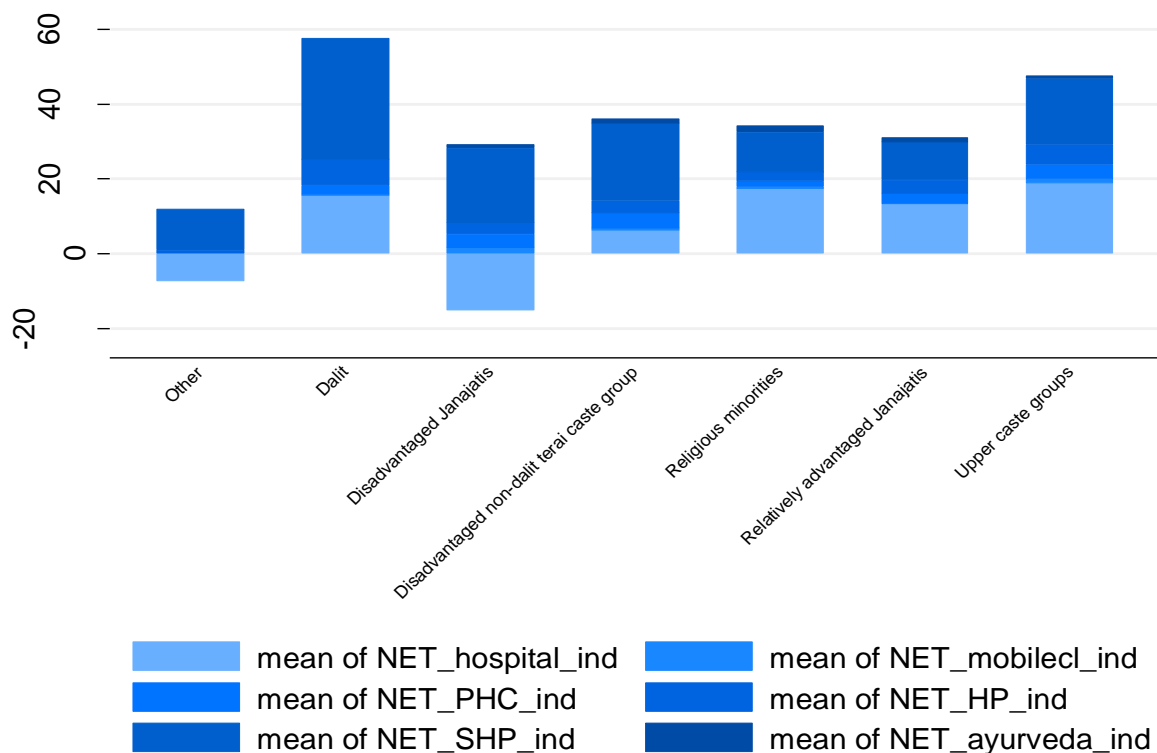 60
40
20
0
-20
Other
Dalit
Disadvantaged Janajatis
Disadvantaged non-dalit terai caste group
Religious minorities
Relatively advantaged Janajatis
Upper caste groups
mean of NET_hospital_ind
mean of NET_mobilecl_ind
mean of NET_PHC_ind
mean of NET_HP_ind
mean of NET_SHP_ind
mean of NET_ayurveda_ind